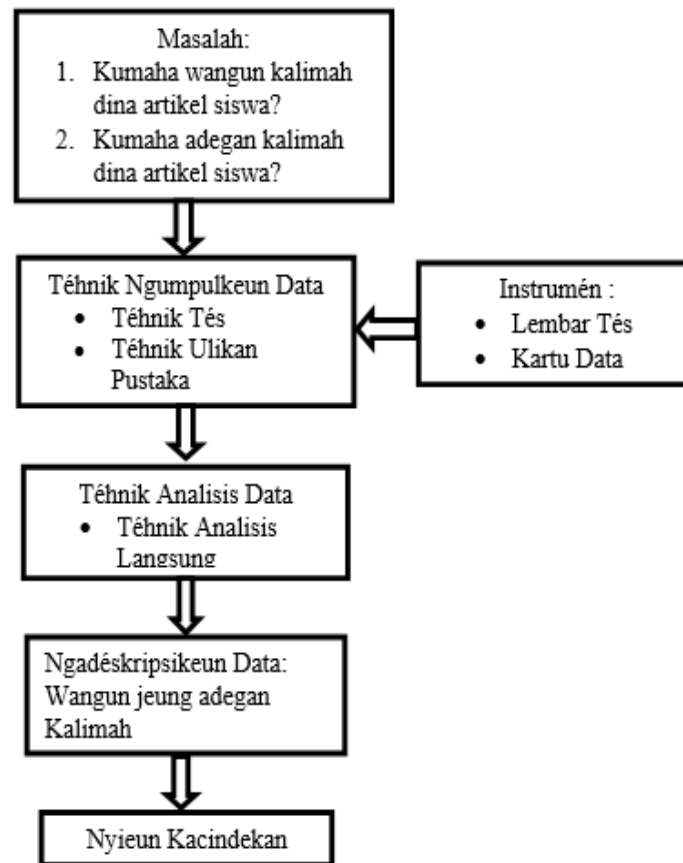 Masalah:
1. Kumaha wangun kalimah
dina artikel siswa?
2. Kumaha adegan kalimah
dina artikel siswa?
Téhnik Ngumpulkeun Data
• Téhnik Tés
• Téhnik Ulikan
Pustaka
Instrumén :
• Lembar Tés
• Kartu Data
Téhnik Analisis Data
• Téhnik Analisis
Langsung
Ngadéskripsikeun Data:
Wangun jeung adegan
Kalimah
Nyieun Kacindekan